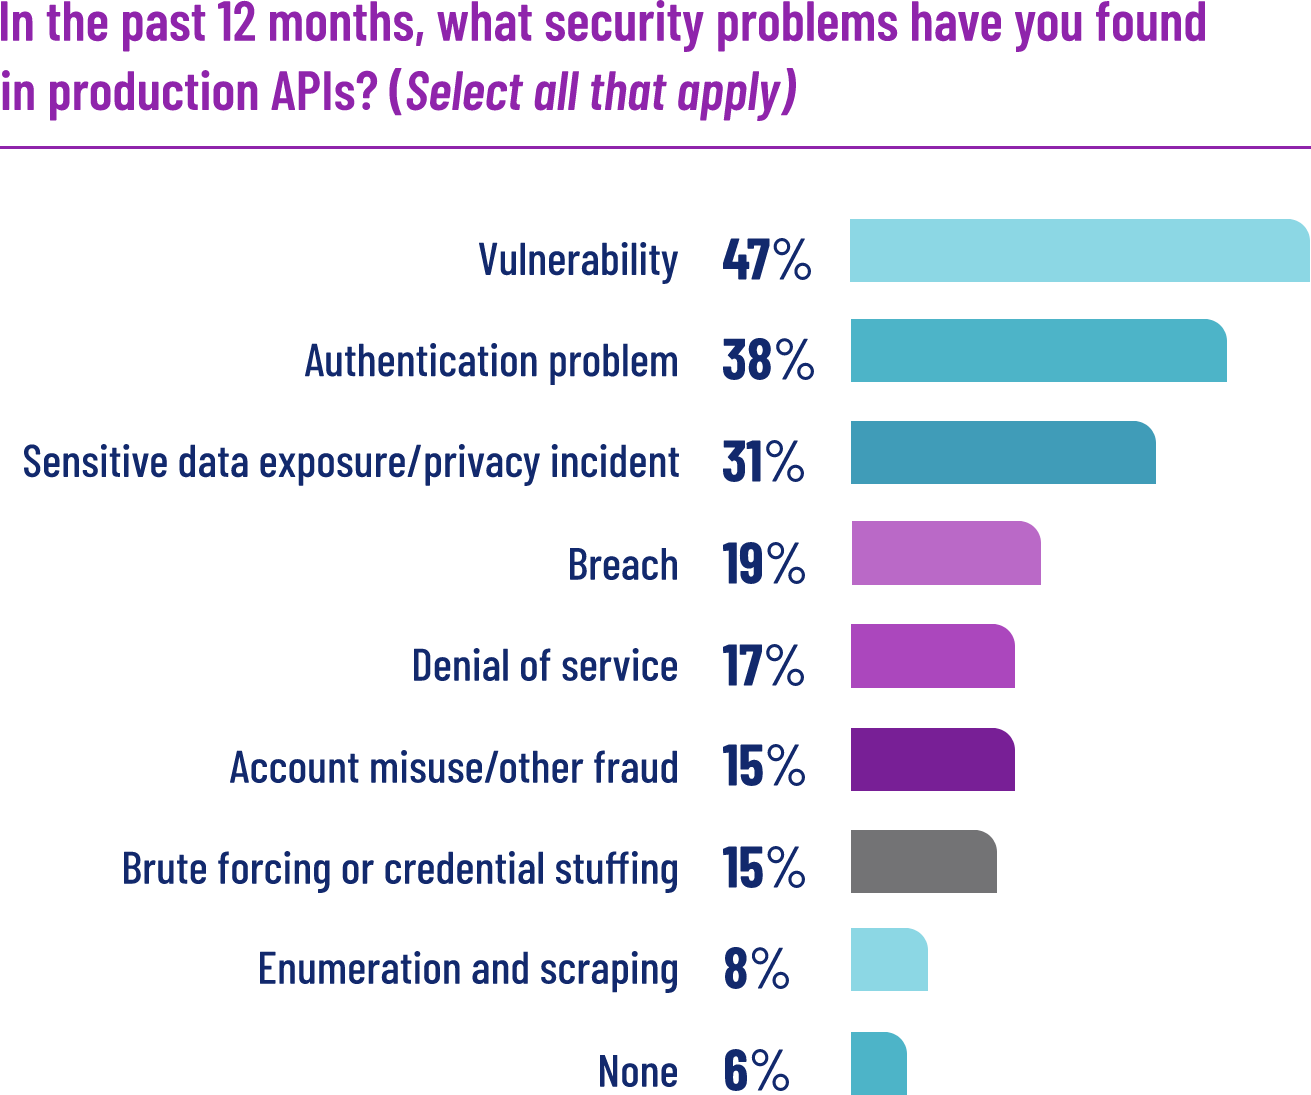 In the past 12 months, what security problems have you found
in production APIs? (Select all that apply)
Vulnerability 47%
Authentication problem 38%
Sensitive data exposure/privacy incident 31%
Breach 19%
Denial of service 17%
Account misuse/other fraud 15%
Brute forcing or credential stuffing 15%
Enumeration and scraping 8%
None 6%